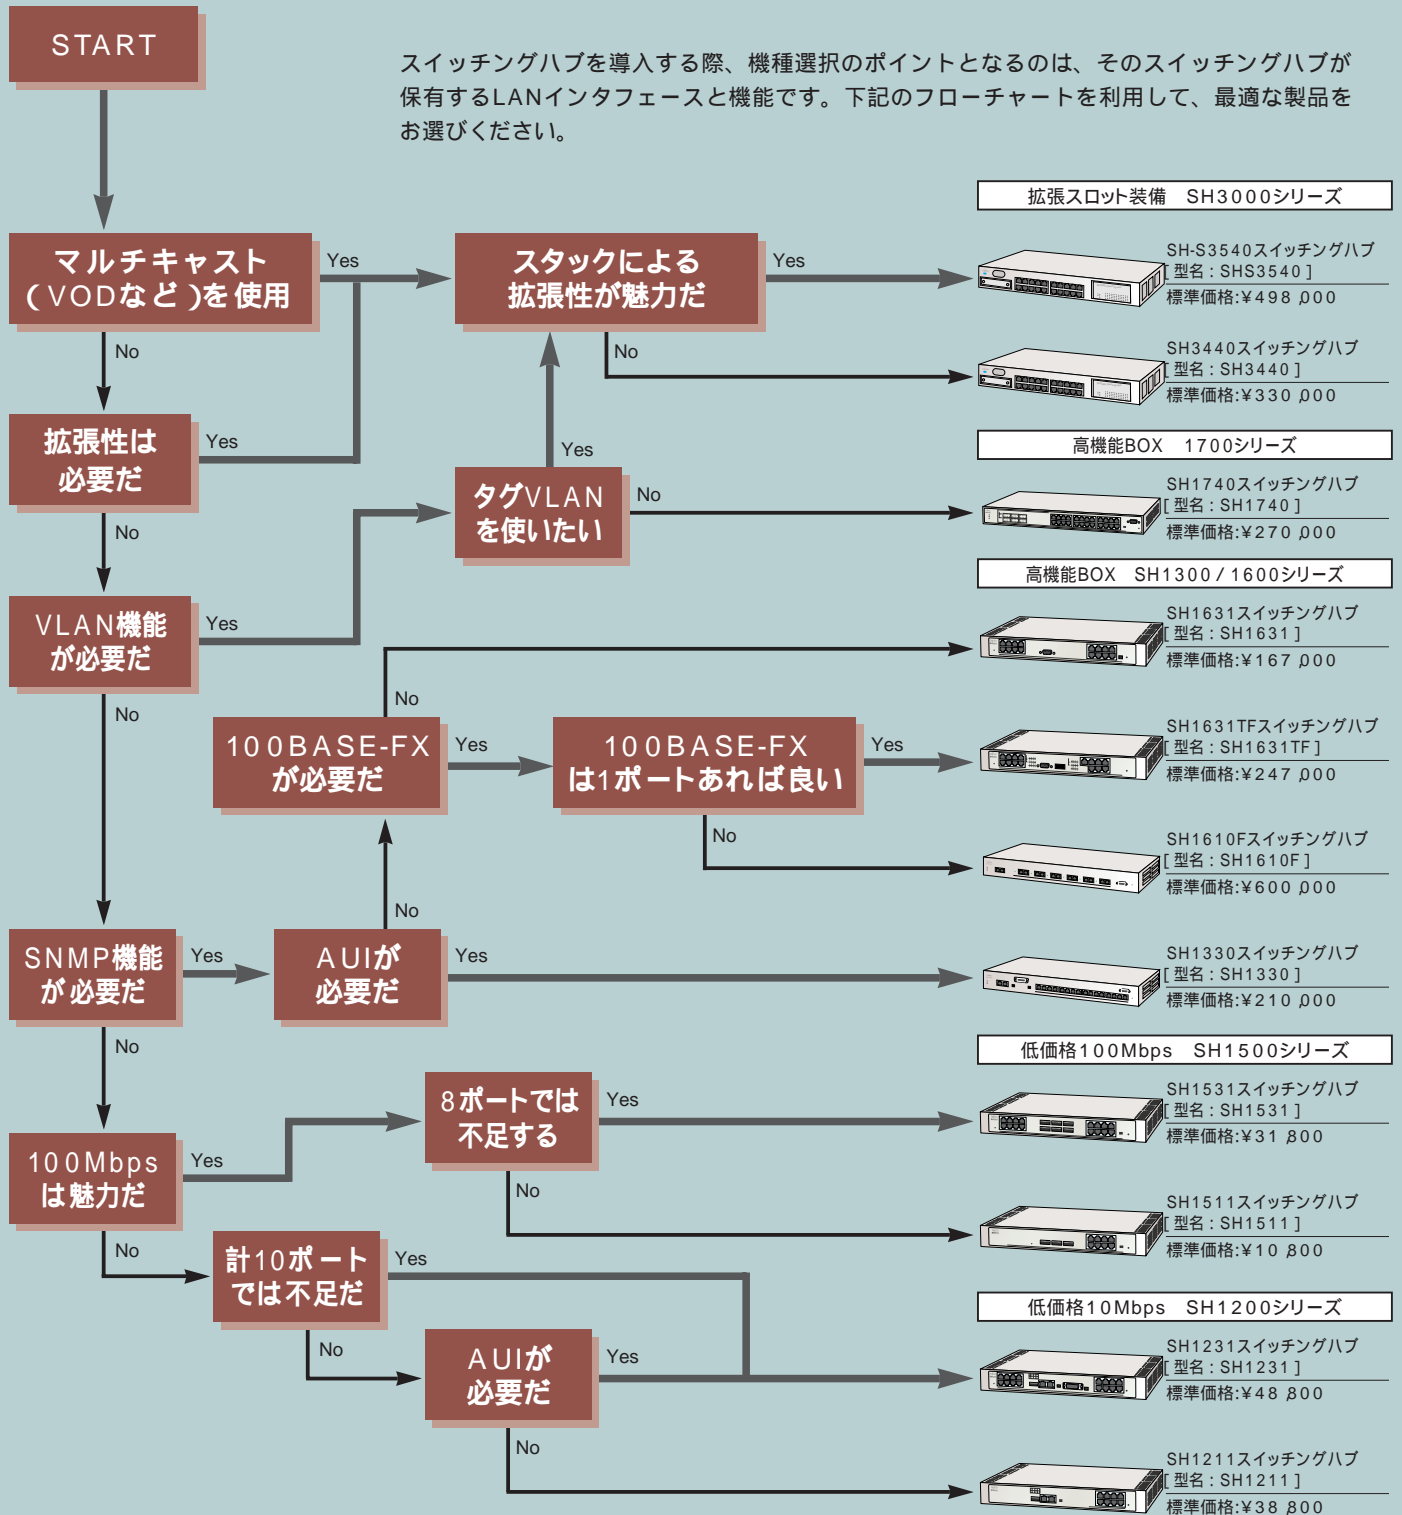 START
スイッチングハブを導入する際、機種選択のポイントとなるのは、そのスイッチングハブが
保有するLANインタフェースと機能です。下記のフローチャートを利用して、最適な製品を
お選びください。
拡張スロット装備 SH3000シリーズ
マルチキャスト
(VODなど)を使用
Yes
スタックによる
拡張性が魅力だ
Yes
SH-S3540スイッチングハブ
[型名:SHS3540]
標準価格:¥498,000
No
No
SH3440スイッチングハブ
[型名:SH3440]
標準価格:¥330,000
拡張性は
必要だ
Yes
高機能BOX 1700シリーズ
Yes
タグVLAN
を使いたい
No
SH1740スイッチングハブ
[型名:SH1740]
標準価格:¥270,000
No
高機能BOX SH1300/1600シリーズ
VLAN機能
が必要だ
Yes
SH1631スイッチングハブ
[型名:SH1631]
標準価格:¥167,000
No
No
100BASE-FX
が必要だ
Yes
100BASE-FX
は1ポートあれば良い
Yes
SH1631TFスイッチングハブ
[型名:SH1631TF]
標準価格:¥247,000
No
SH1610Fスイッチングハブ
[型名:SH1610F]
標準価格:¥600,000
No
SNMP機能
が必要だ
Yes
AUIが
必要だ
Yes
SH1330スイッチングハブ
[型名:SH1330]
標準価格:¥210,000
No
低価格100Mbps SH1500シリーズ
8ポートでは
不足する
Yes
SH1531スイッチングハブ
[型名:SH1531]
標準価格:¥31,800
100Mbps
は魅力だ
Yes
No
SH1511スイッチングハブ
[型名:SH1511]
標準価格:¥10,800
No
計10ポート
では不足だ
Yes
低価格10Mbps SH1200シリーズ
No
AUIが
必要だ
Yes
SH1231スイッチングハブ
[型名:SH1231]
標準価格:¥48,800
No
SH1211スイッチングハブ
[型名:SH1211]
標準価格:¥38,800